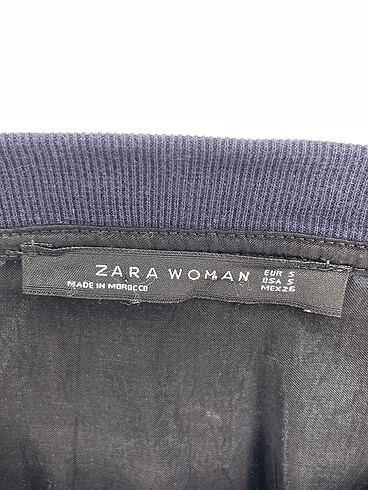 ZARA WOMAN
MADE IN MOROCCO
EUR S
USA S
MEX 26